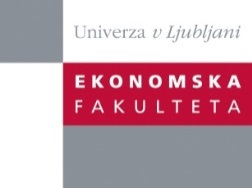 Univerza v Ljubljani
EKONOMSKA
FAKULTETA